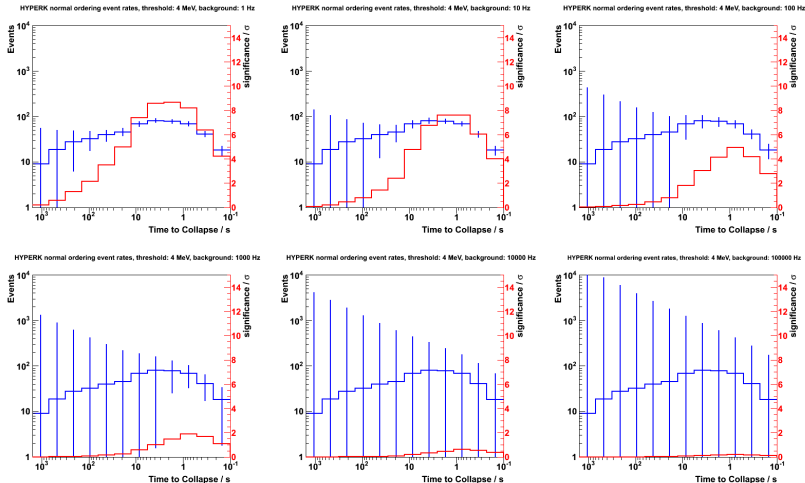 HYPERK normal ordering event rates, threshold: 4 MeV, background: 1 Hz
Events
10⁴
10³
10²
10
1
14
12
10
8
6
4
2
0
significance / σ
10³ 10² 10 1 10⁻¹
Time to Collapse / s
HYPERK normal ordering event rates, threshold: 4 MeV, background: 10 Hz
Events
10⁴
10³
10²
10
1
14
12
10
8
6
4
2
0
significance / σ
10³ 10² 10 1 10⁻¹
Time to Collapse / s
HYPERK normal ordering event rates, threshold: 4 MeV, background: 100 Hz
Events
10⁴
10³
10²
10
1
14
12
10
8
6
4
2
0
significance / σ
10³ 10² 10 1 10⁻¹
Time to Collapse / s
HYPERK normal ordering event rates, threshold: 4 MeV, background: 1000 Hz
Events
10⁴
10³
10²
10
1
14
12
10
8
6
4
2
0
significance / σ
10³ 10² 10 1 10⁻¹
Time to Collapse / s
HYPERK normal ordering event rates, threshold: 4 MeV, background: 10000 Hz
Events
10⁴
10³
10²
10
1
14
12
10
8
6
4
2
0
significance / σ
10³ 10² 10 1 10⁻¹
Time to Collapse / s
HYPERK normal ordering event rates, threshold: 4 MeV, background: 100000 Hz
Events
10⁴
10³
10²
10
1
14
12
10
8
6
4
2
0
significance / σ
10³ 10² 10 1 10⁻¹
Time to Collapse / s